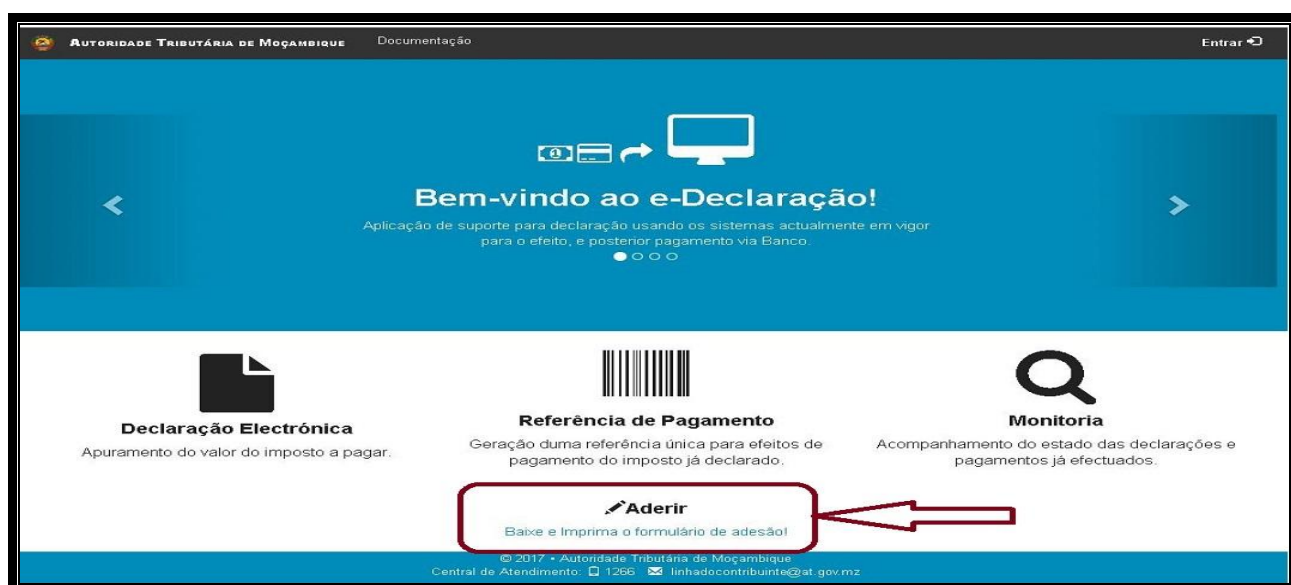 AUTORIDADE TRIBUTÁRIA DE MOÇAMBIQUE Documentação Entrar
Bem-vindo ao e-Declaração!
Aplicação de suporte para declaração usando os sistemas actualmente em vigor
para o efeito, e posterior pagamento via Banco.
Declaração Electrónica
Apuramento do valor do imposto a pagar.
Referência de Pagamento
Geração duma referência única para efeitos de
pagamento do imposto já declarado.
Monitoria
Acompanhamento do estado das declarações e
pagamentos já efectuados.
Aderir
Baixe e Imprima o formulário de adesão!
© 2017 • Autoridade Tributária de Moçambique
Central de Atendimento: 1266 linhadocontribuinte@at.gov.mz